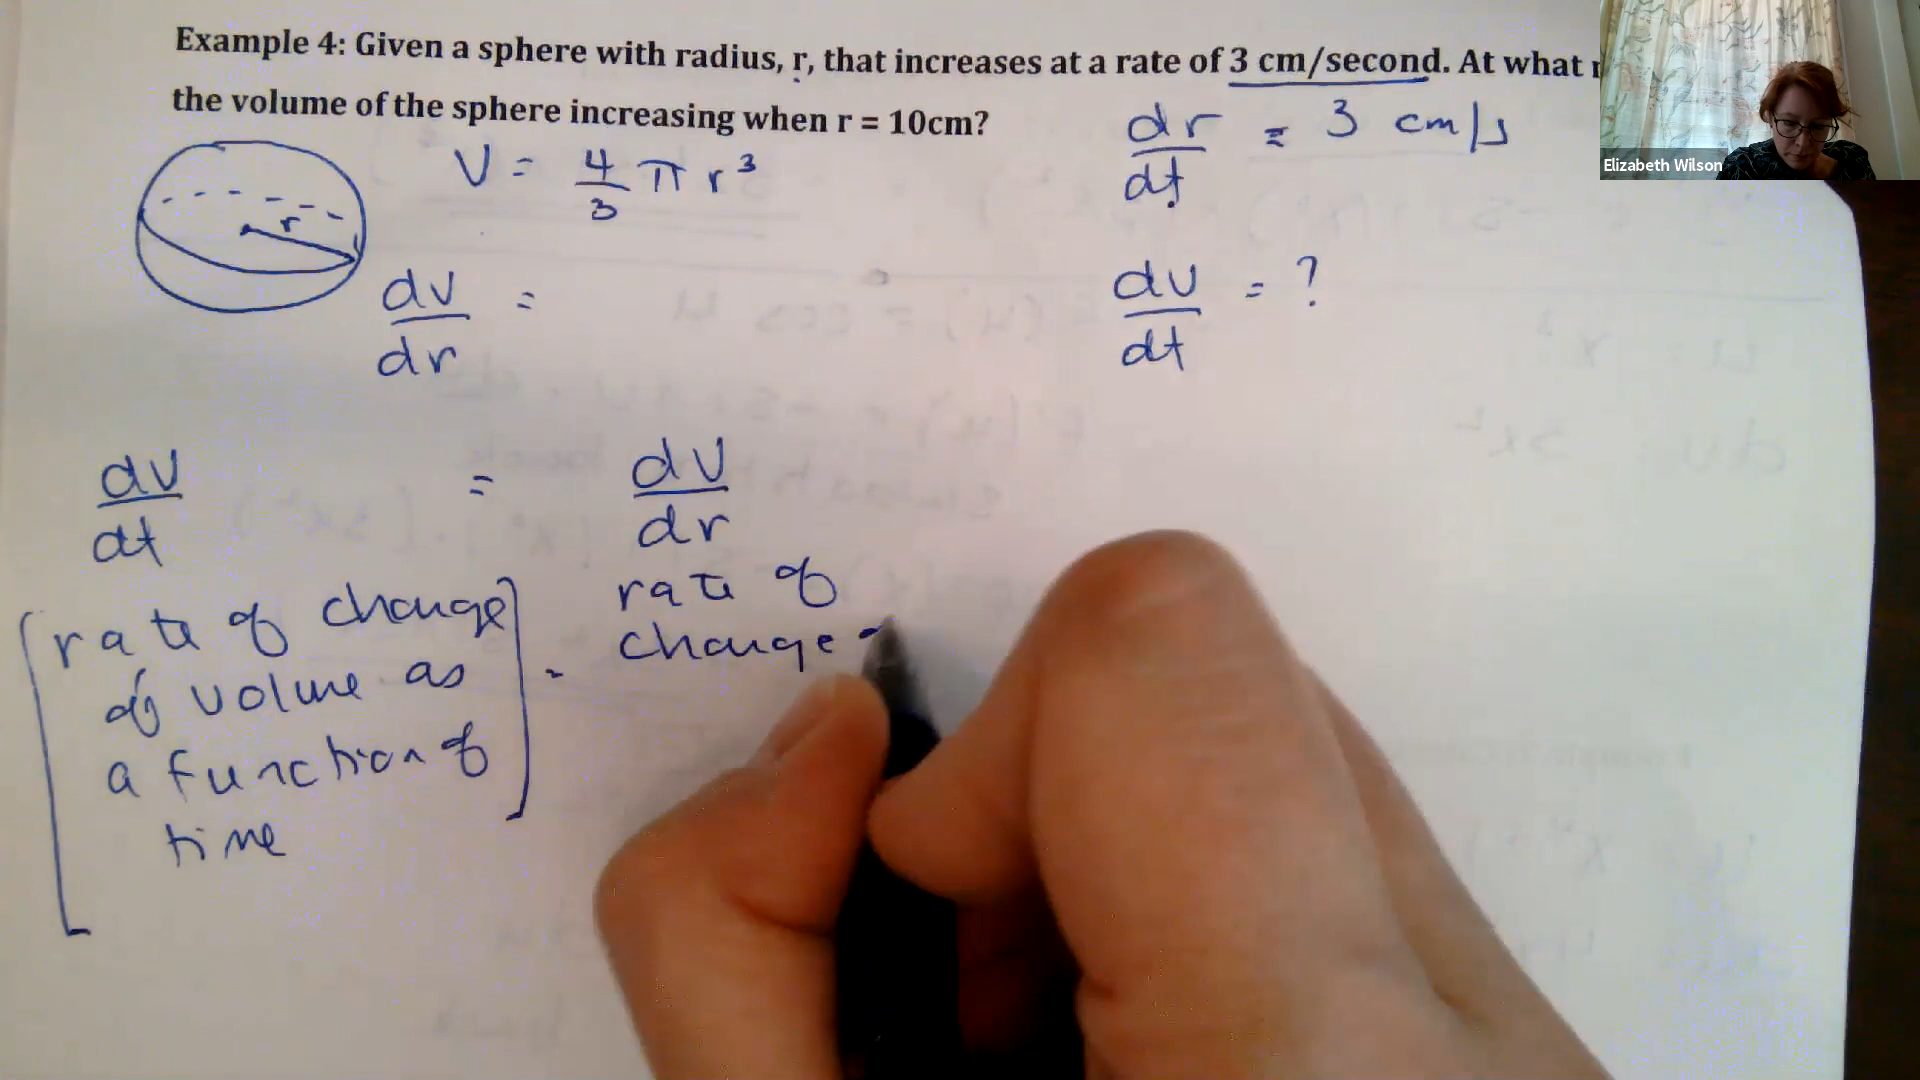 Example 4: Given a sphere with radius, r, that increases at a rate of 3 cm/second. At what
the volume of the sphere increasing when r = 10cm?
V = 4/3 π r³
dr/dt = 3 cm/s
Elizabeth Wilson
r
dv/dr =
dv/dt = ?
dv/dt = dv/dr
rate of change
of volume as
a function of
time
=
rate of
change